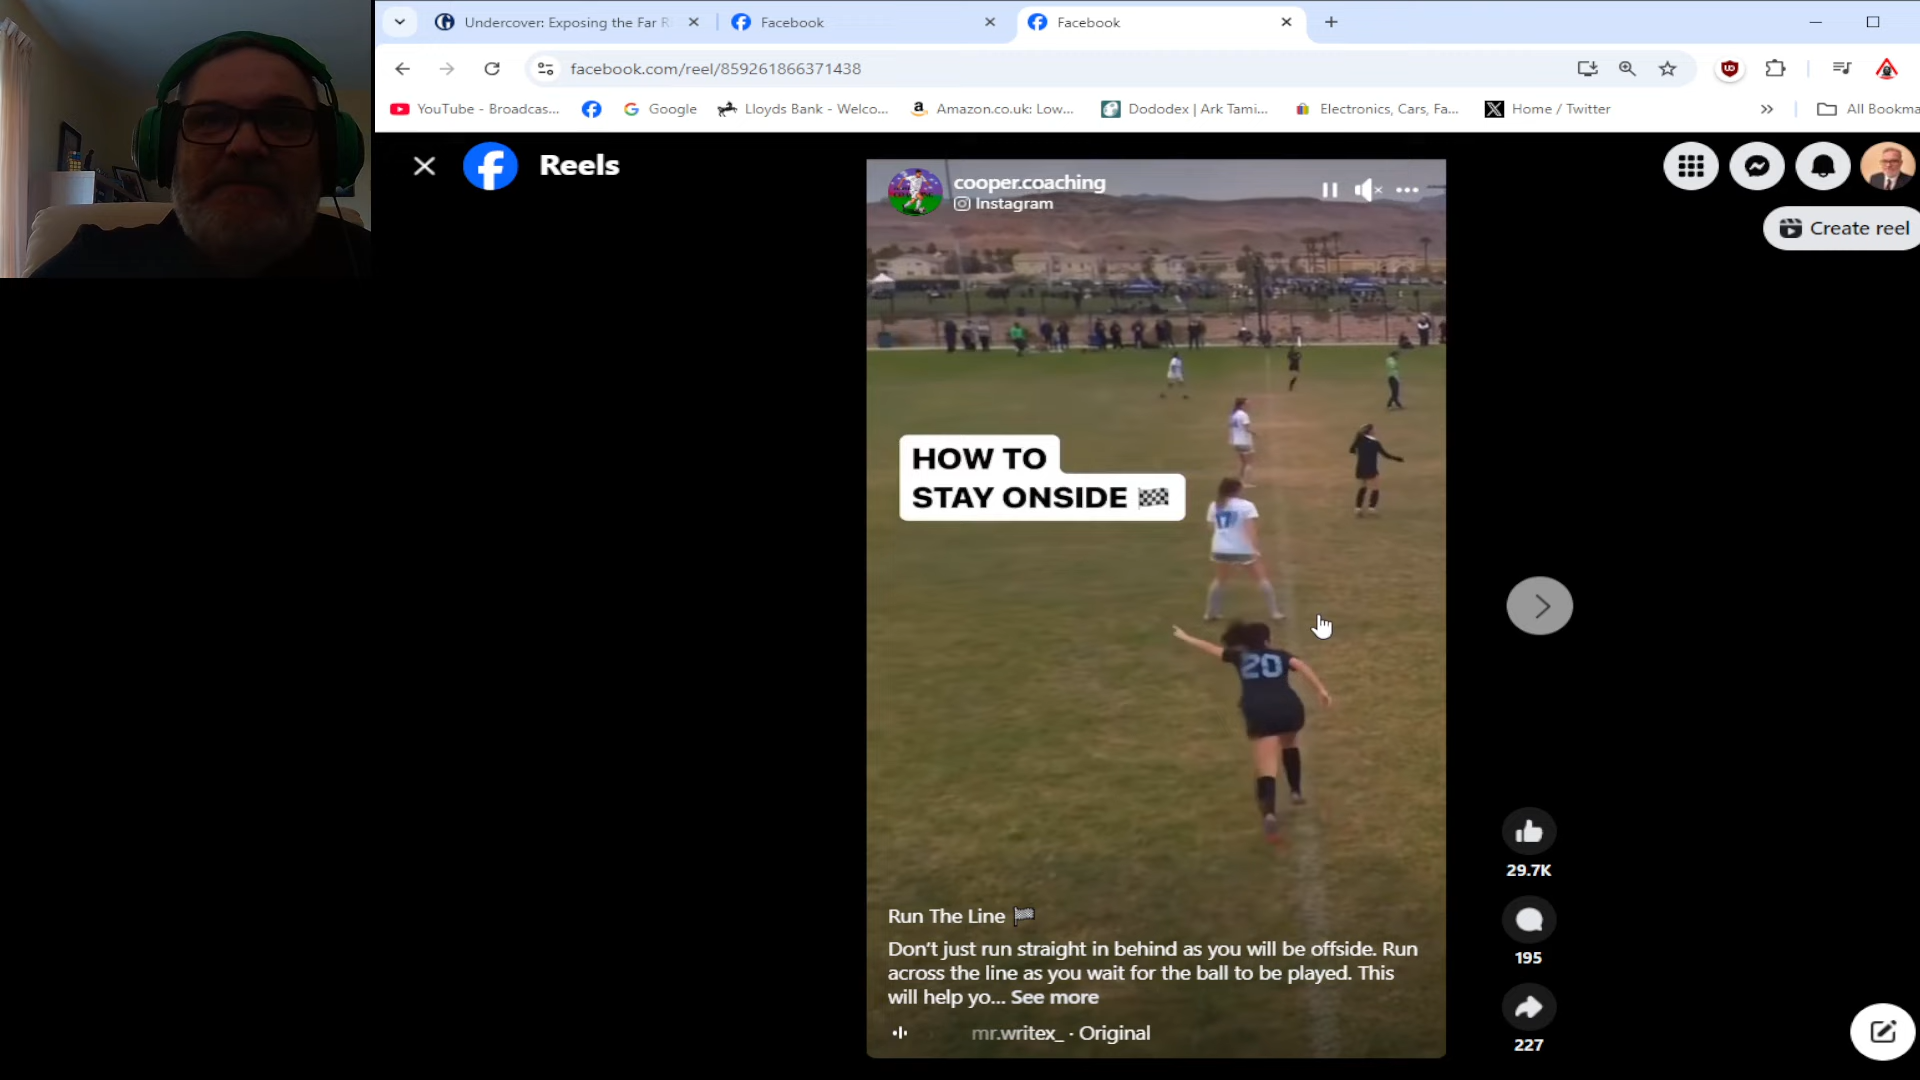 Undercover: Exposing the Far R
Facebook
Facebook
facebook.com/reel/859261866371438
YouTube - Broadcas...
Google
Lloyds Bank - Welco...
Amazon.co.uk: Low...
Dododex | Ark Tami...
Electronics, Cars, Fa...
Home / Twitter
»
All Bookma
Reels
cooper.coaching
Instagram
Create reel
HOW TO
STAY ONSIDE
17
20
Run The Line
Don't just run straight in behind as you will be offside. Run
across the line as you wait for the ball to be played. This
will help yo... See more
mr.writex_ · Original
29.7K
195
227